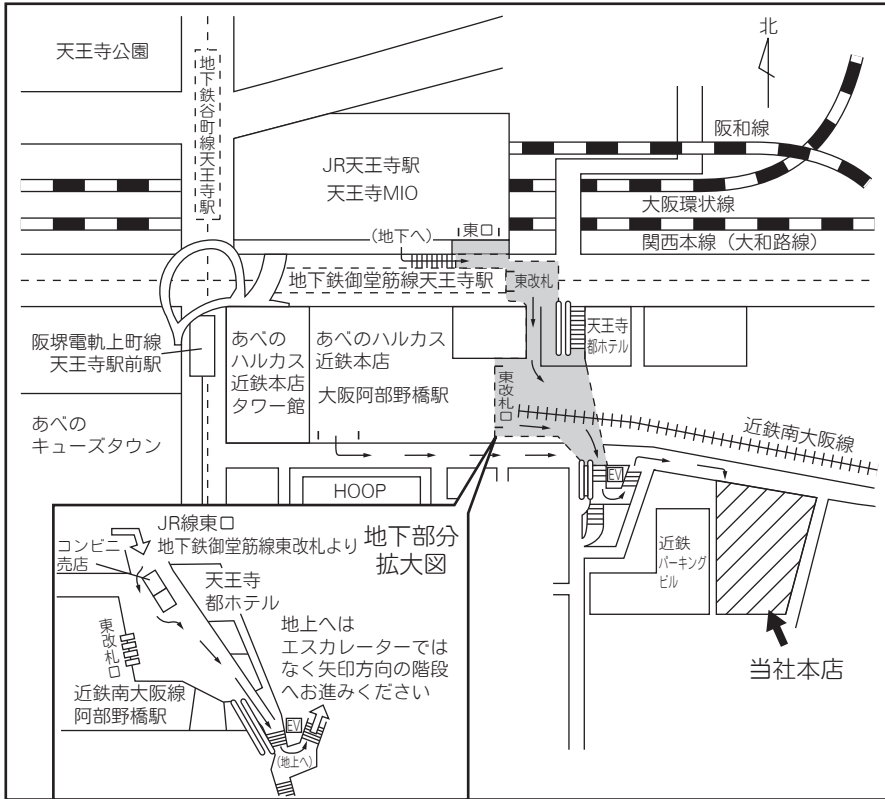 天王寺公園
地下鉄谷町線天王寺駅
北
阪和線
JR天王寺駅
天王寺MIO
大阪環状線
関西本線（大和路線）
(地下へ)
東口
地下鉄御堂筋線天王寺駅
東改札
阪堺電軌上町線
天王寺駅前駅
あべの
ハルカス
近鉄本店
タワー館
あべのハルカス
近鉄本店
大阪阿部野橋駅
天王寺
都ホテル
東改札口
近鉄南大阪線
あべの
キューズタウン
HOOP
EV
近鉄
パーキング
ビル
当社本店
地下部分
拡大図
JR線東口
地下鉄御堂筋線東改札より
コンビニ
売店
天王寺
都ホテル
東改札口
地上へは
エスカレーターでは
なく矢印方向の階段
へお進みください
近鉄南大阪線
阿部野橋駅
EV
(地上へ)